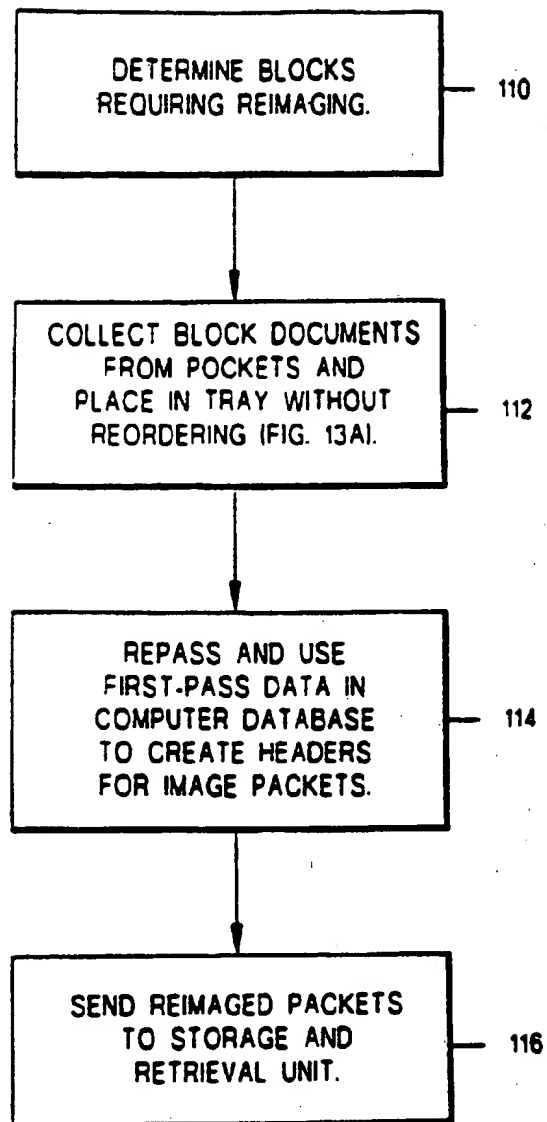 DETERMINE BLOCKS
REQUIRING REIMAGING.
110
COLLECT BLOCK DOCUMENTS
FROM POCKETS AND
PLACE IN TRAY WITHOUT
REORDERING (FIG. 13A).
112
REPASS AND USE
FIRST-PASS DATA IN
COMPUTER DATABASE
TO CREATE HEADERS
FOR IMAGE PACKETS.
114
SEND REIMAGED PACKETS
TO STORAGE AND
RETRIEVAL UNIT.
116